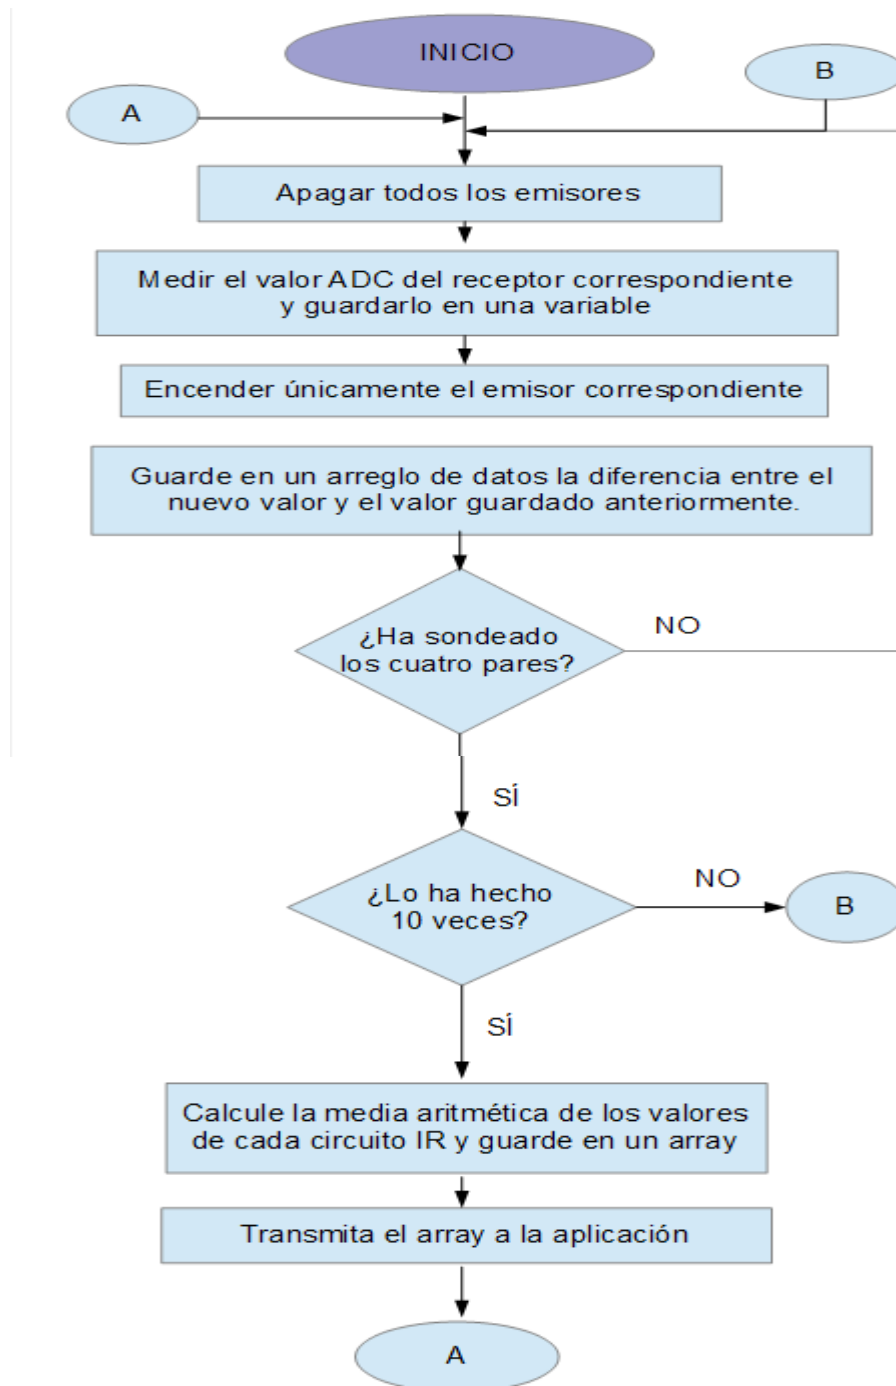 INICIO
B
A
Apagar todos los emisores
Medir el valor ADC del receptor correspondiente
y guardarlo en una variable
Encender únicamente el emisor correspondiente
Guarde en un arreglo de datos la diferencia entre el
nuevo valor y el valor guardado anteriormente.
¿Ha sondeado
los cuatro pares?
NO
SÍ
¿Lo ha hecho
10 veces?
NO
B
SÍ
Calcule la media aritmética de los valores
de cada circuito IR y guarde en un array
Transmita el array a la aplicación
A